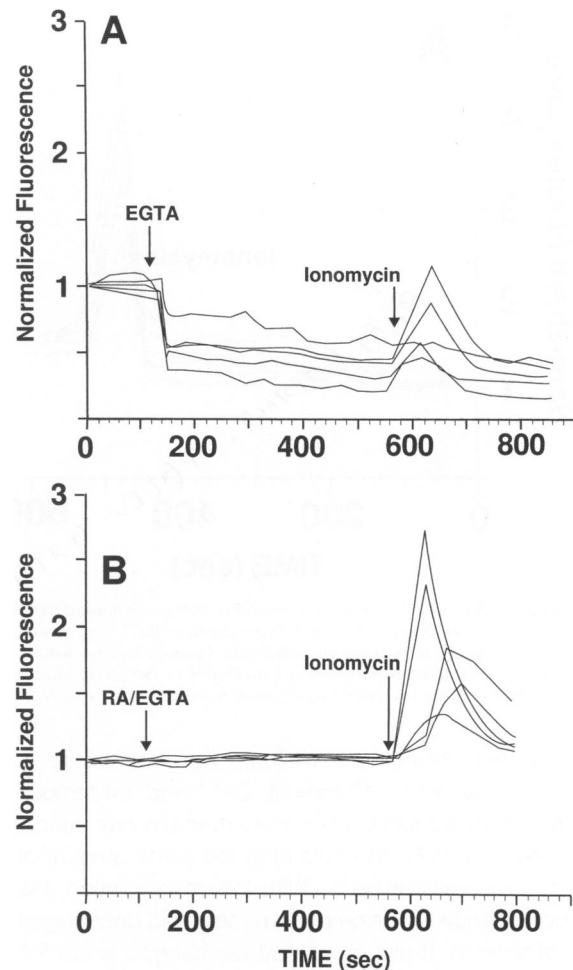 A
3
2
1
Normalized Fluorescence
EGTA
Ionomycin
0
200
400
600
800
B
3
2
1
Normalized Fluorescence
RA/EGTA
Ionomycin
0
200
400
600
800
TIME (sec)